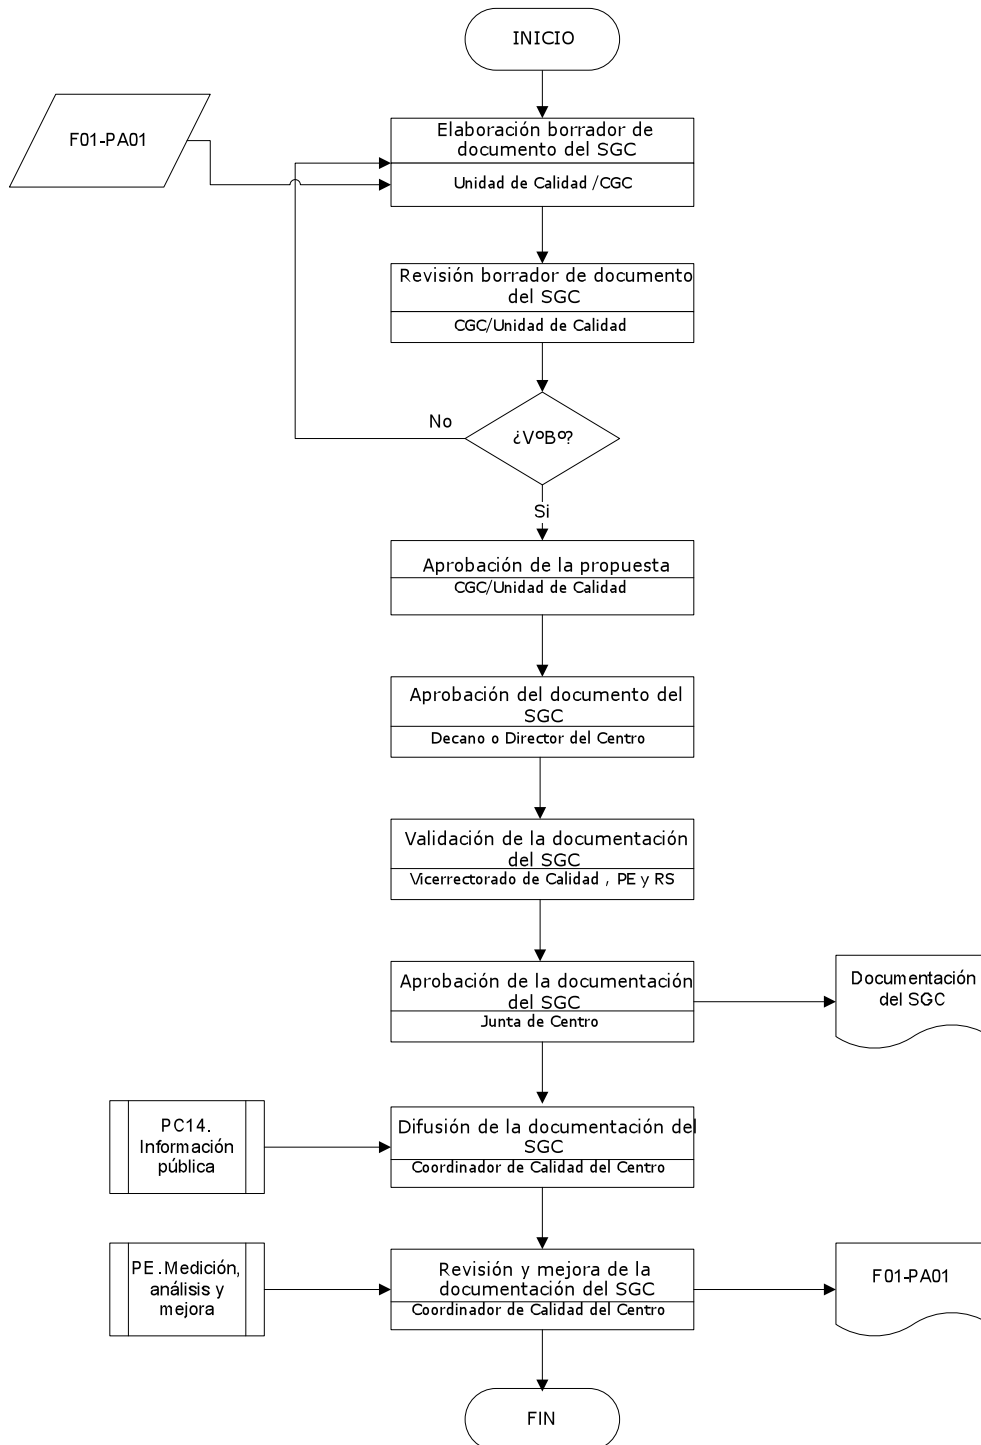 INICIO
F01-PA01
Elaboración borrador de
documento del SGC
Unidad de Calidad /CGC
Revisión borrador de documento
del SGC
CGC/Unidad de Calidad
No
¿VºBº?
Si
Aprobación de la propuesta
CGC/Unidad de Calidad
Aprobación del documento del
SGC
Decano o Director del Centro
Validación de la documentación
del SGC
Vicerrectorado de Calidad , PE y RS
Aprobación de la documentación
del SGC
Junta de Centro
Documentación
del SGC
PC14.
Información
pública
Difusión de la documentación del
SGC
Coordinador de Calidad del Centro
PE .Medición,
análisis y
mejora
Revisión y mejora de la
documentación del SGC
Coordinador de Calidad del Centro
F01-PA01
FIN